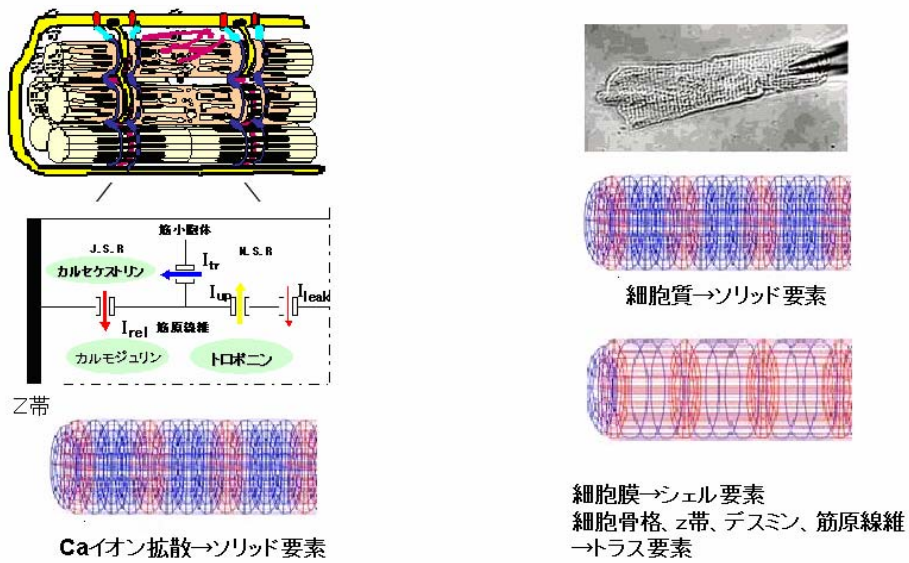 筋小胞体
J.S.R
N.S.R
カルセケストリン
Itr
Iup
Ileak
Irel
筋原線維
カルモジュリン
トロポニン
Z帯
Caイオン拡散→ソリッド要素
細胞質→ソリッド要素
細胞膜→シェル要素
細胞骨格、z帯、デスミン、筋原線維
→トラス要素